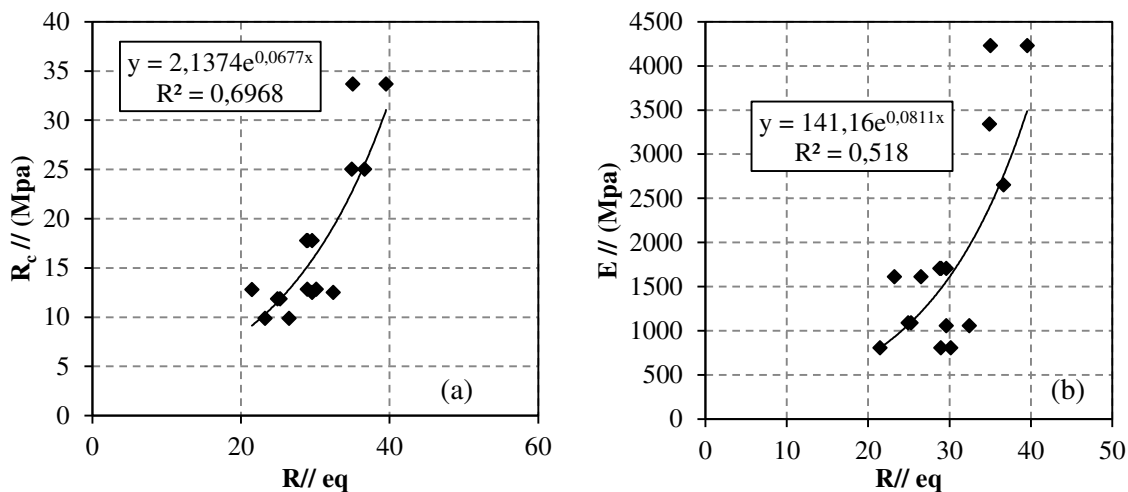 40
35
30
25
20
15
10
5
0
R_c // (Mpa)
y = 2,1374e^0,0677x
R² = 0,6968
(a)
0 20 40 60
R// eq
4500
4000
3500
3000
2500
2000
1500
1000
500
0
E // (Mpa)
y = 141,16e^0,0811x
R² = 0,518
(b)
0 10 20 30 40 50
R// eq